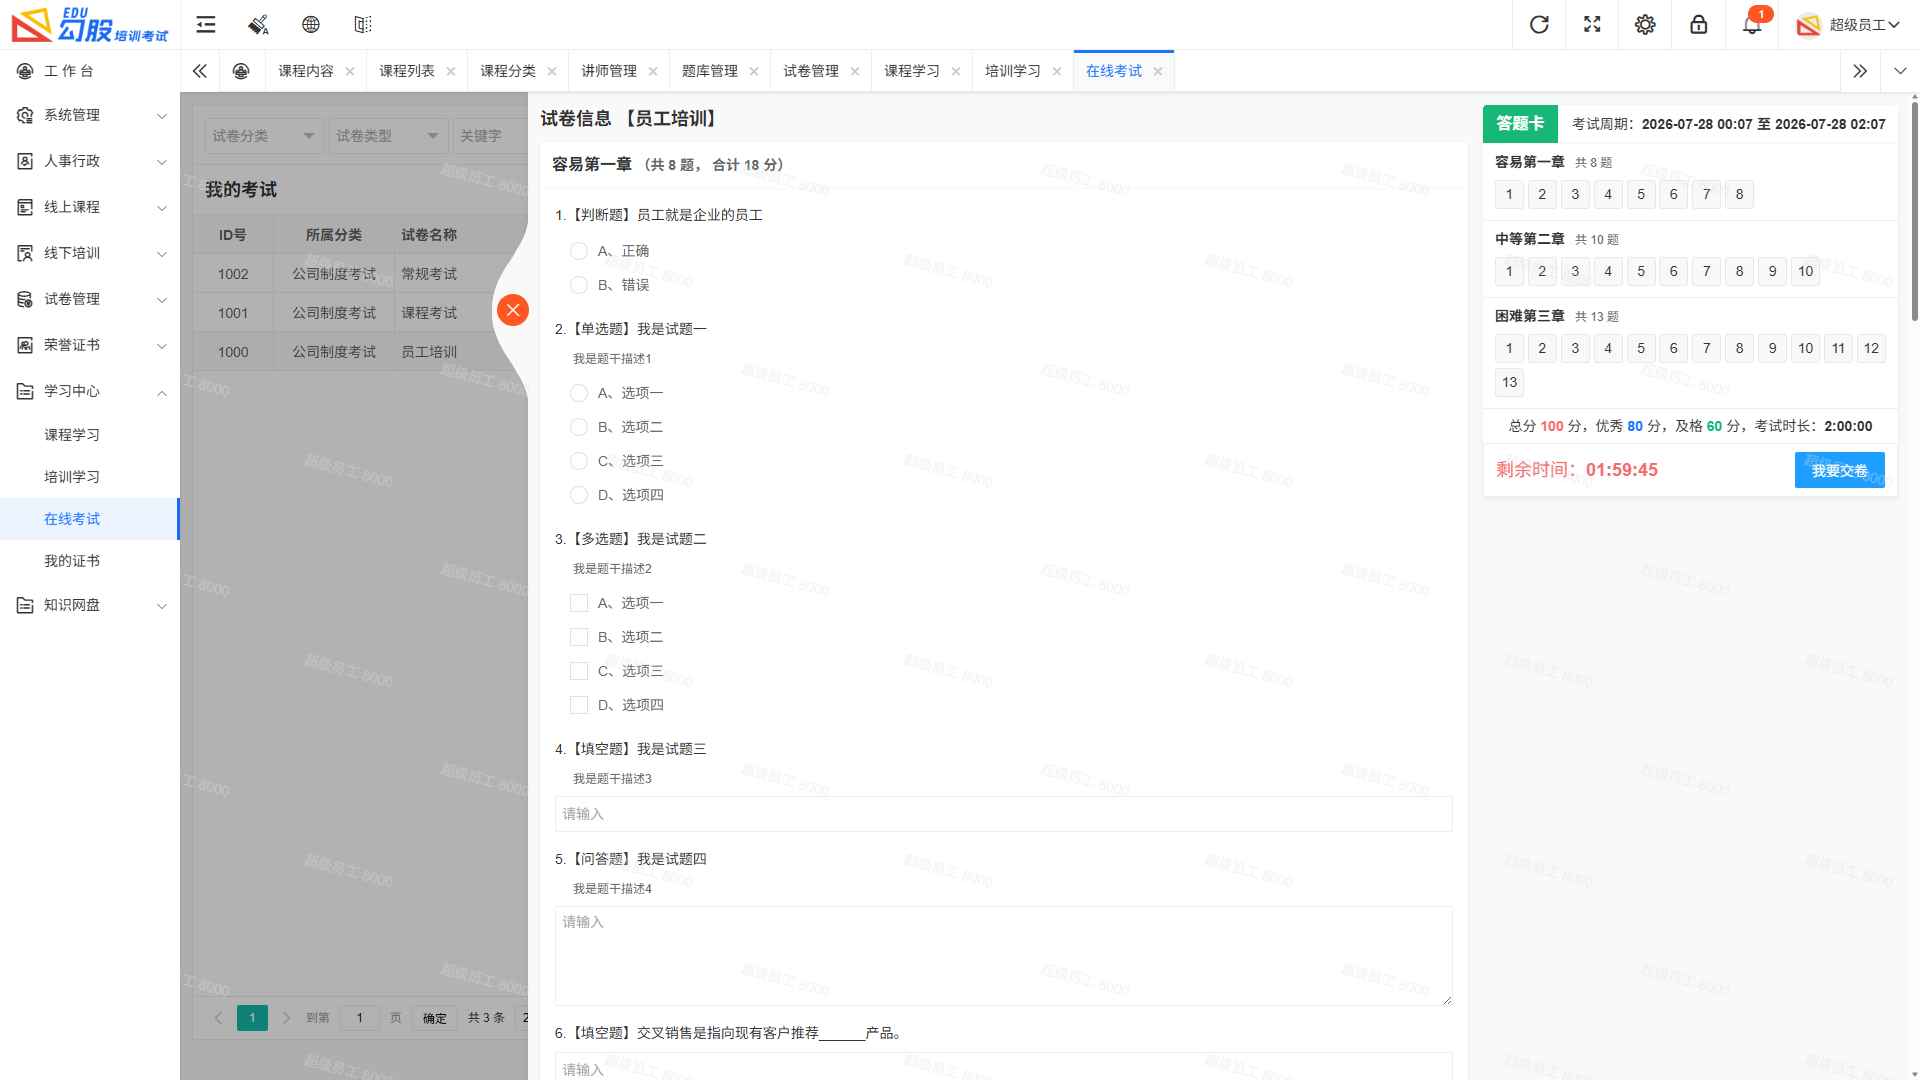 EDU
勾股培训考试
1
超级员工
工 作 台
课程内容
课程列表
课程分类
讲师管理
题库管理
试卷管理
课程学习
培训学习
在线考试
系统管理
人事行政
线上课程
线下培训
试卷管理
荣誉证书
学习中心
课程学习
培训学习
在线考试
我的证书
知识网盘
试卷分类
试卷类型
关键字
我的考试
ID号 所属分类 试卷名称
1002 公司制度考试 常规考试
1001 公司制度考试 课程考试
1000 公司制度考试 员工培训
1 到第 1 页 确定 共 3 条 2
试卷信息 【员工培训】
容易第一章 （共 8 题， 合计 18 分）
1.【判断题】员工就是企业的员工
A、正确
B、错误
2.【单选题】我是试题一
我是题干描述1
A、选项一
B、选项二
C、选项三
D、选项四
3.【多选题】我是试题二
我是题干描述2
A、选项一
B、选项二
C、选项三
D、选项四
4.【填空题】我是试题三
我是题干描述3
请输入
5.【问答题】我是试题四
我是题干描述4
请输入
6.【填空题】交叉销售是指向现有客户推荐______产品。
请输入
答题卡 考试周期：2026-07-28 00:07 至 2026-07-28 02:07
容易第一章 共 8 题
1 2 3 4 5 6 7 8
中等第二章 共 10 题
1 2 3 4 5 6 7 8 9 10
困难第三章 共 13 题
1 2 3 4 5 6 7 8 9 10 11 12
13
总分 100 分，优秀 80 分，及格 60 分，考试时长：2:00:00
剩余时间：01:59:45
我要交卷
超级员工 8000